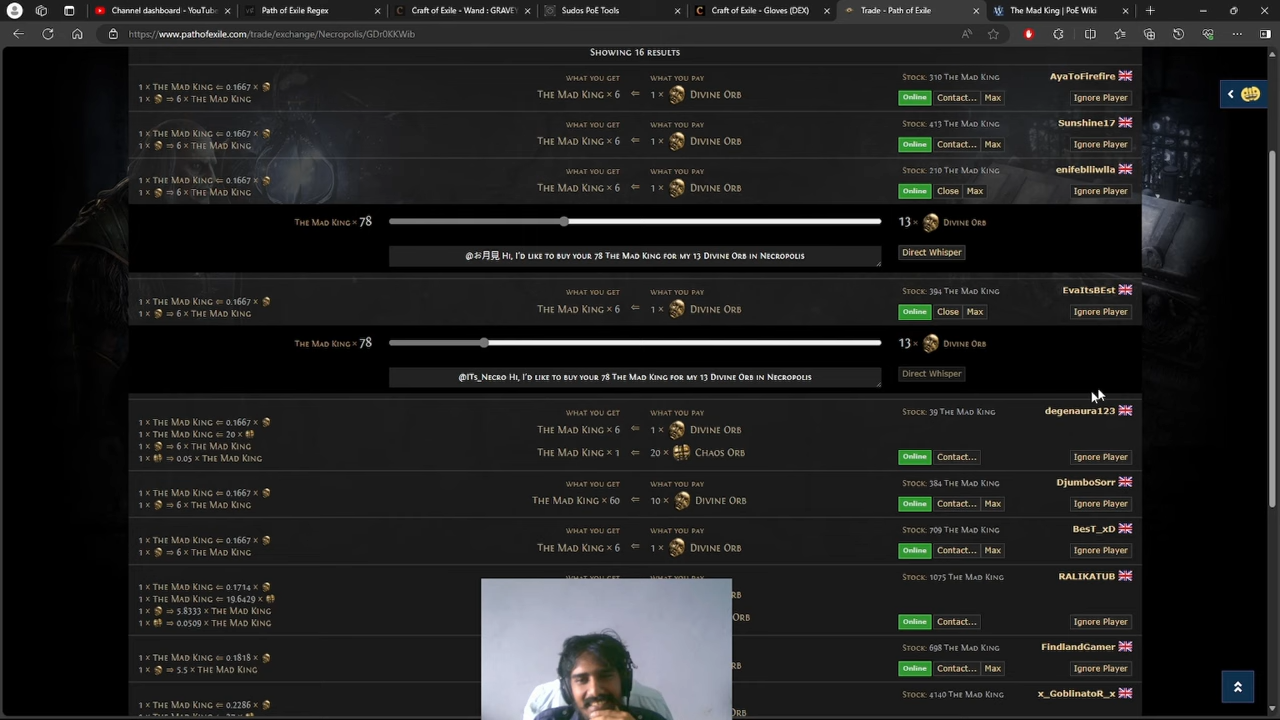 Channel dashboard - YouTube
Path of Exile Regex
Craft of Exile - Wand : GRAVEY
Sudos PoE Tools
Craft of Exile - Gloves (DEX)
Trade - Path of Exile
The Mad King | PoE Wiki
https://www.pathofexile.com/trade/exchange/Necropolis/GDr0KKWib
Showing 16 results
1 × The Mad King ⇐ 0.1667 ×
1 × ⇒ 6 × The Mad King
What you get What you pay
The Mad King × 6 ⇐ 1 × Divine Orb
Stock: 310 The Mad King AyaToFirefire
Online Contact... Max Ignore Player
1 × The Mad King ⇐ 0.1667 ×
1 × ⇒ 6 × The Mad King
What you get What you pay
The Mad King × 6 ⇐ 1 × Divine Orb
Stock: 413 The Mad King Sunshine17
Online Contact... Max Ignore Player
1 × The Mad King ⇐ 0.1667 ×
1 × ⇒ 6 × The Mad King
What you get What you pay
The Mad King × 6 ⇐ 1 × Divine Orb
Stock: 210 The Mad King enifeblliwlla
Online Close Max Ignore Player
The Mad King × 78 13 × Divine Orb
@お月見 Hi, I'd like to buy your 78 The Mad King for my 13 Divine Orb in Necropolis
Direct Whisper
1 × The Mad King ⇐ 0.1667 ×
1 × ⇒ 6 × The Mad King
What you get What you pay
The Mad King × 6 ⇐ 1 × Divine Orb
Stock: 394 The Mad King EvaItsBEst
Online Close Max Ignore Player
The Mad King × 78 13 × Divine Orb
@ITs_Necro Hi, I'd like to buy your 78 The Mad King for my 13 Divine Orb in Necropolis
Direct Whisper
1 × The Mad King ⇐ 0.1667 ×
1 × The Mad King ⇐ 20 ×
1 × ⇒ 6 × The Mad King
1 × ⇒ 0.05 × The Mad King
What you get What you pay
The Mad King × 6 ⇐ 1 × Divine Orb
The Mad King × 1 ⇐ 20 × Chaos Orb
Stock: 39 The Mad King degenaura123
Online Contact... Ignore Player
1 × The Mad King ⇐ 0.1667 ×
1 × ⇒ 6 × The Mad King
What you get What you pay
The Mad King × 60 ⇐ 10 × Divine Orb
Stock: 384 The Mad King DjumboSorr
Online Contact... Max Ignore Player
1 × The Mad King ⇐ 0.1667 ×
1 × ⇒ 6 × The Mad King
What you get What you pay
The Mad King × 6 ⇐ 1 × Divine Orb
Stock: 709 The Mad King BesT_xD
Online Contact... Max Ignore Player
1 × The Mad King ⇐ 0.1714 ×
1 × The Mad King ⇐ 19.6429 ×
1 × ⇒ 5.8333 × The Mad King
1 × ⇒ 0.0509 × The Mad King
Stock: 1075 The Mad King RALIKATUB
Online Contact... Ignore Player
1 × The Mad King ⇐ 0.1818 ×
1 × ⇒ 5.5 × The Mad King
Stock: 698 The Mad King FindlandGamer
Online Contact... Max Ignore Player
1 × The Mad King ⇐ 0.2286 ×
Stock: 4140 The Mad King x_GoblinatoR_x